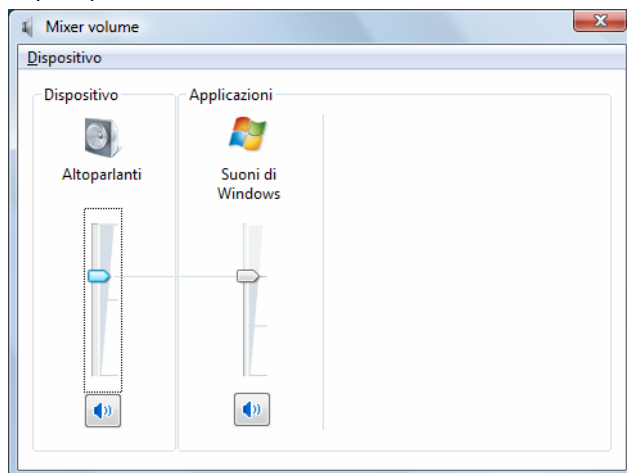 Mixer volume
Dispositivo
Dispositivo
Applicazioni
Altoparlanti
Suoni di
Windows